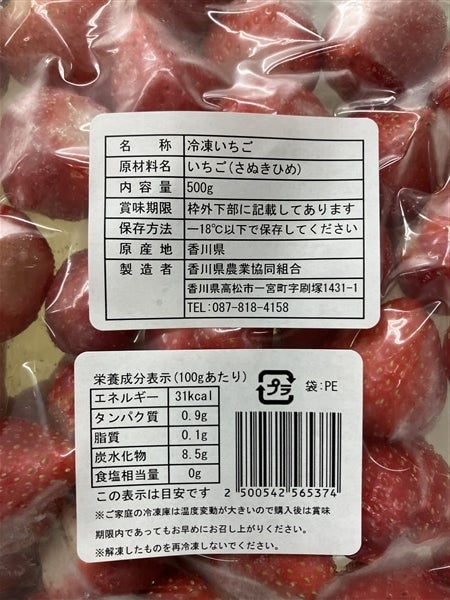 名称 冷凍いちご
原材料名 いちご(さぬきひめ)
内容量 500g
賞味期限 枠外下部に記載してあります
保存方法 －18℃以下で保存してください
原産地 香川県
製造者 香川県農業協同組合
香川県高松市一宮町字刷塚1431-1
TEL:087-818-4158
栄養成分表示(100gあたり)
エネルギー 31kcal
タンパク質 0.9g
脂質 0.1g
炭水化物 8.5g
食塩相当量 0g
この表示は目安です
プラ 袋:PE
2 500542 565374
※ご家庭の冷凍庫は温度変動が大きいので購入後は賞味
期限内であってもお早めにお召し上がりください。
※解凍したものを再冷凍しないでください。